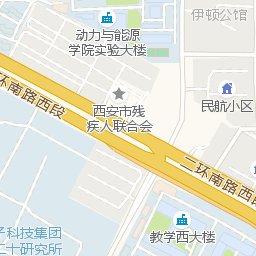 伊顿公馆
动力与能源
学院实验大楼
民航小区
西安市残
疾人联合会
环南路西段
二环南路西段
子科技集团
二十研究所
教学西大楼